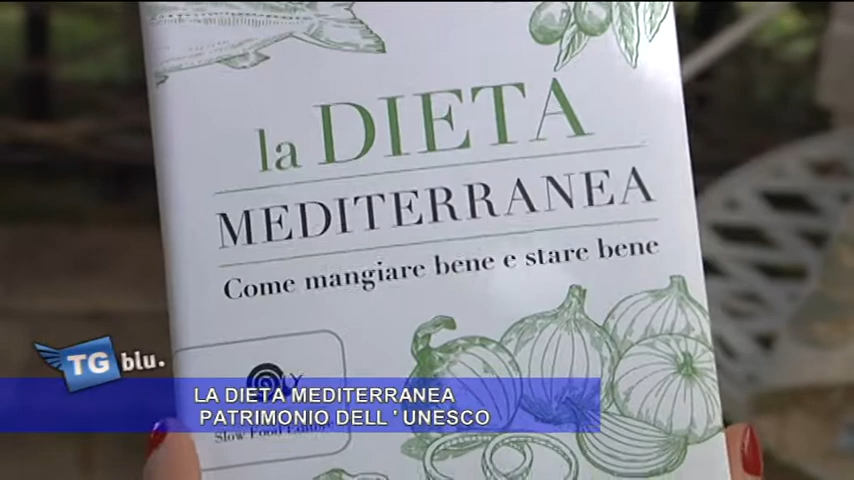 la DIETA
MEDITERRANEA
Come mangiare bene e stare bene
TG blu.
LA DIETA MEDITERRANEA
PATRIMONIO DELL ' UNESCO
Slow Food